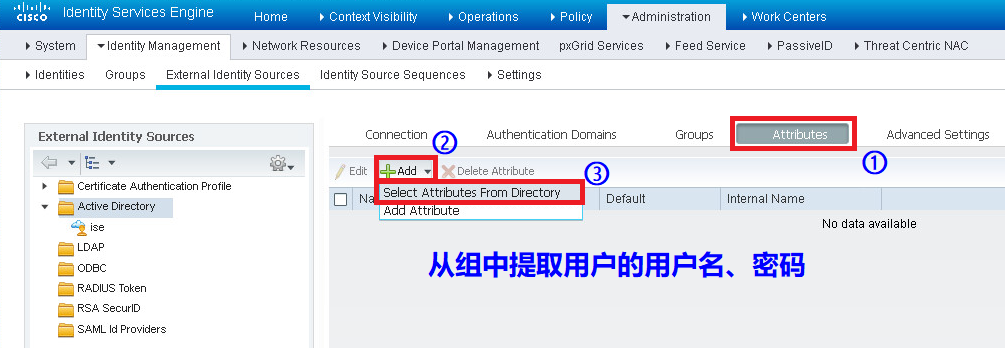 cisco Identity Services Engine Home Context Visibility Operations Policy Administration Work Centers
System Identity Management Network Resources Device Portal Management pxGrid Services Feed Service PassiveID Threat Centric NAC
Identities Groups External Identity Sources Identity Source Sequences Settings
External Identity Sources
Certificate Authentication Profile
Active Directory
ise
LDAP
ODBC
RADIUS Token
RSA SecurID
SAML Id Providers
Connection Authentication Domains Groups Attributes Advanced Settings
② ①
Edit Add Delete Attribute ③
Select Attributes From Directory
Na Default Internal Name
Add Attribute
No data available
从组中提取用户的用户名、密码